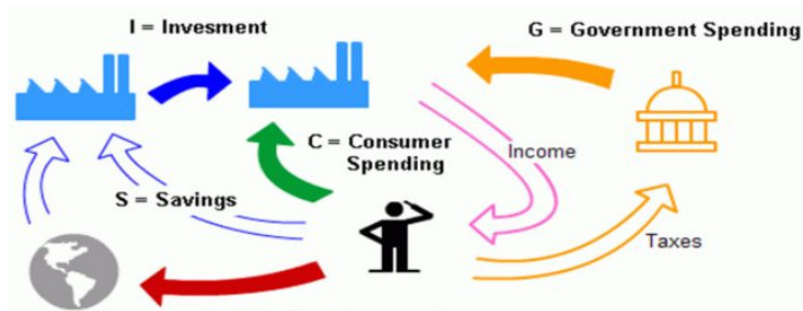 I = Invesment
G = Government Spending
C = Consumer
Spending
Income
S = Savings
Taxes